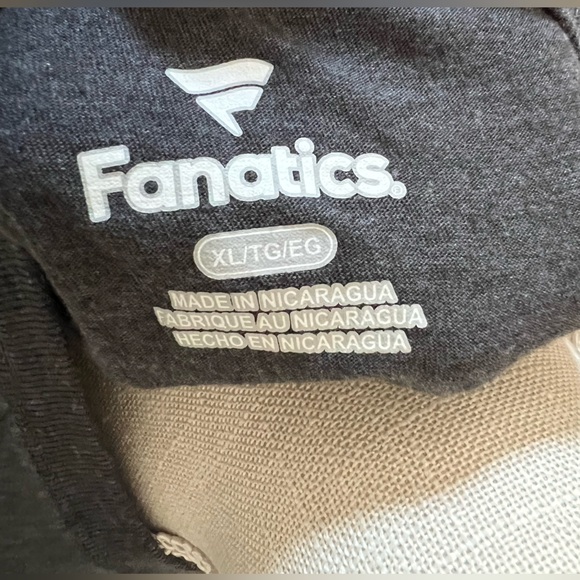 Fanatics.
XL/TG/EG
MADE IN NICARAGUA
FABRIQUE AU NICARAGUA
HECHO EN NICARAGUA